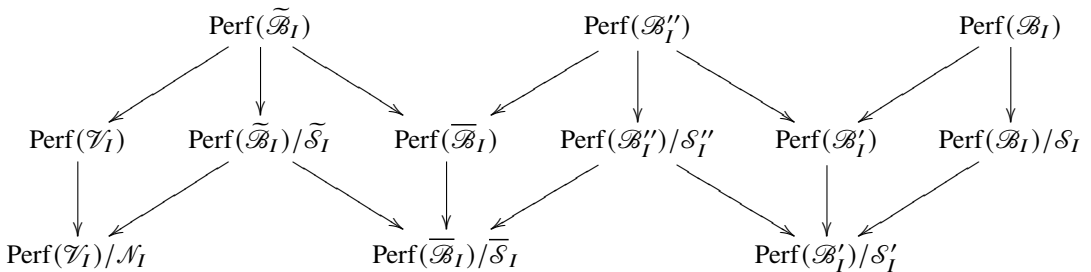 Perf(ℬ̃_I) Perf(ℬ''_I) Perf(ℬ_I)
Perf(𝒱_I) Perf(ℬ̃_I)/𝒮̃_I Perf(ℬ̅_I) Perf(ℬ''_I)/𝒮''_I Perf(ℬ'_I) Perf(ℬ_I)/𝒮_I
Perf(𝒱_I)/𝒩_I Perf(ℬ̅_I)/𝒮̅_I Perf(ℬ'_I)/𝒮'_I